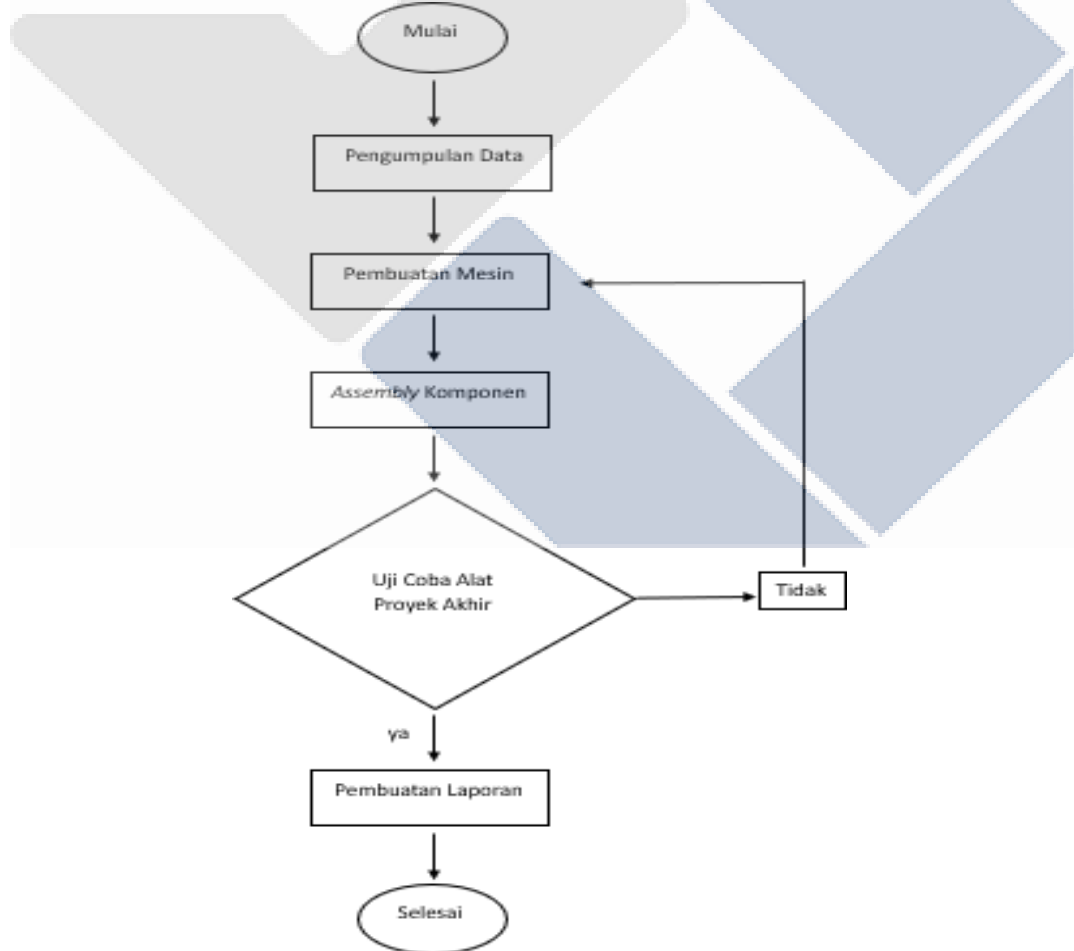 Mulai
Pengumpulan Data
Pembuatan Mesin
Assembly Komponen
Uji Coba Alat
Proyek Akhir
Tidak
ya
Pembuatan Laporan
Selesai